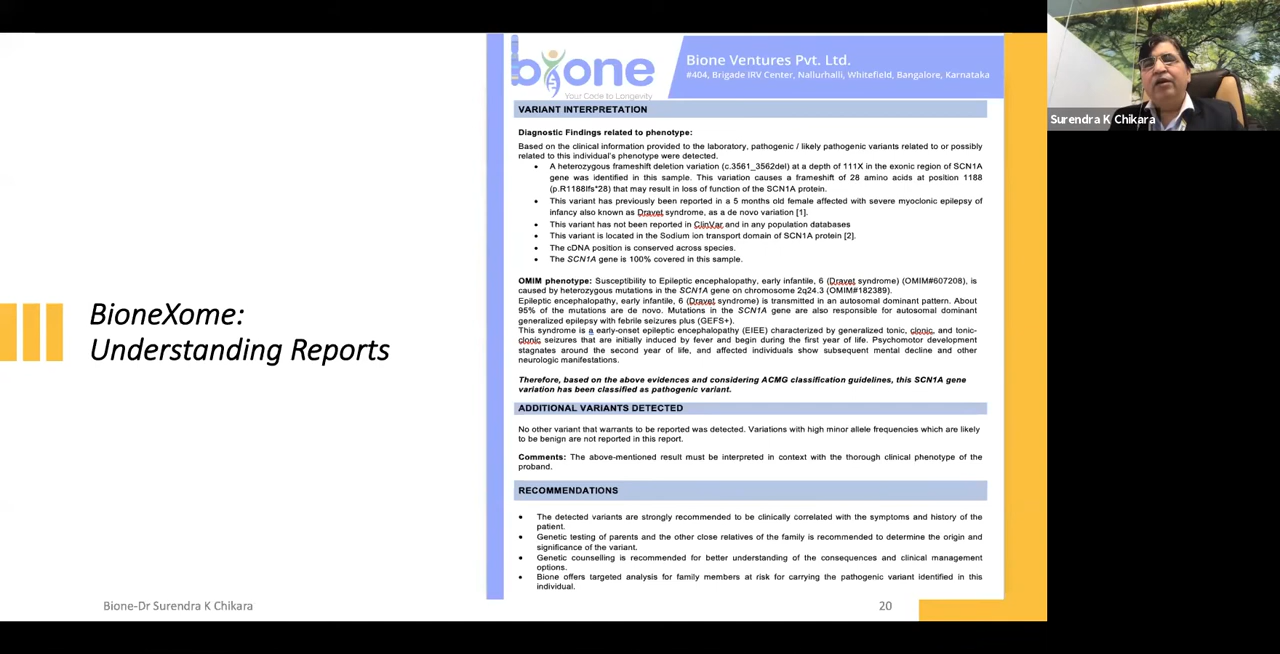 bione
Your Code to Longevity
Bione Ventures Pvt. Ltd.
#404, Brigade IRV Center, Nallurhalli, Whitefield, Bangalore, Karnataka
Surendra K Chikara
VARIANT INTERPRETATION
Diagnostic Findings related to phenotype:
Based on the clinical information provided to the laboratory, pathogenic / likely pathogenic variants related to or possibly
related to this individual's phenotype were detected.
• A heterozygous frameshift deletion variation (c.3561_3562del) at a depth of 111X in the exonic region of SCN1A
gene was identified in this sample. This variation causes a frameshift of 28 amino acids at position 1188
(p.R1188Ifs*28) that may result in loss of function of the SCN1A protein.
• This variant has previously been reported in a 5 months old female affected with severe myoclonic epilepsy of
infancy also known as Dravet syndrome, as a de novo variation [1].
• This variant has not been reported in ClinVar and in any population databases
• This variant is located in the Sodium ion transport domain of SCN1A protein [2].
• The cDNA position is conserved across species.
• The SCN1A gene is 100% covered in this sample.
OMIM phenotype: Susceptibility to Epileptic encephalopathy, early infantile, 6 (Dravet syndrome) (OMIM#607208), is
caused by heterozygous mutations in the SCN1A gene on chromosome 2q24.3 (OMIM#182389).
Epileptic encephalopathy, early infantile, 6 (Dravet syndrome) is transmitted in an autosomal dominant pattern. About
95% of the mutations are de novo. Mutations in the SCN1A gene are also responsible for autosomal dominant
generalized epilepsy with febrile seizures plus (GEFS+).
This syndrome is a early-onset epileptic encephalopathy (EIEE) characterized by generalized tonic, clonic, and tonic-
clonic seizures that are initially induced by fever and begin during the first year of life. Psychomotor development
stagnates around the second year of life, and affected individuals show subsequent mental decline and other
neurologic manifestations.
Therefore, based on the above evidences and considering ACMG classification guidelines, this SCN1A gene
variation has been classified as pathogenic variant.
ADDITIONAL VARIANTS DETECTED
No other variant that warrants to be reported was detected. Variations with high minor allele frequencies which are likely
to be benign are not reported in this report.
Comments: The above-mentioned result must be interpreted in context with the thorough clinical phenotype of the
proband.
RECOMMENDATIONS
• The detected variants are strongly recommended to be clinically correlated with the symptoms and history of the
patient.
• Genetic testing of parents and the other close relatives of the family is recommended to determine the origin and
significance of the variant.
• Genetic counselling is recommended for better understanding of the consequences and clinical management
options.
• Bione offers targeted analysis for family members at risk for carrying the pathogenic variant identified in this
individual.
BioneXome:
Understanding Reports
Bione-Dr Surendra K Chikara
20